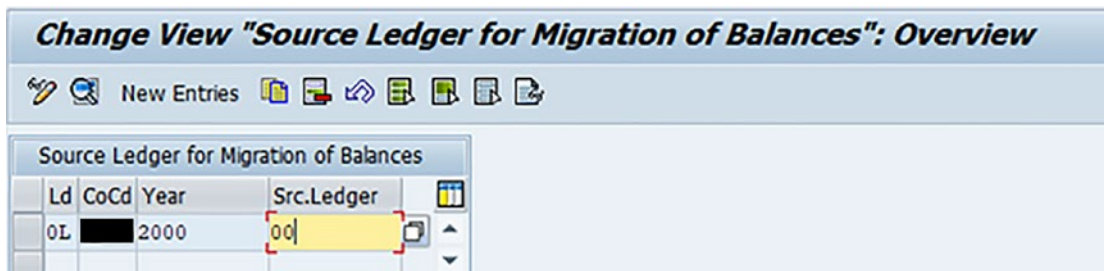 Change View "Source Ledger for Migration of Balances": Overview
New Entries
Source Ledger for Migration of Balances
Ld CoCd Year Src.Ledger
0L 2000 00